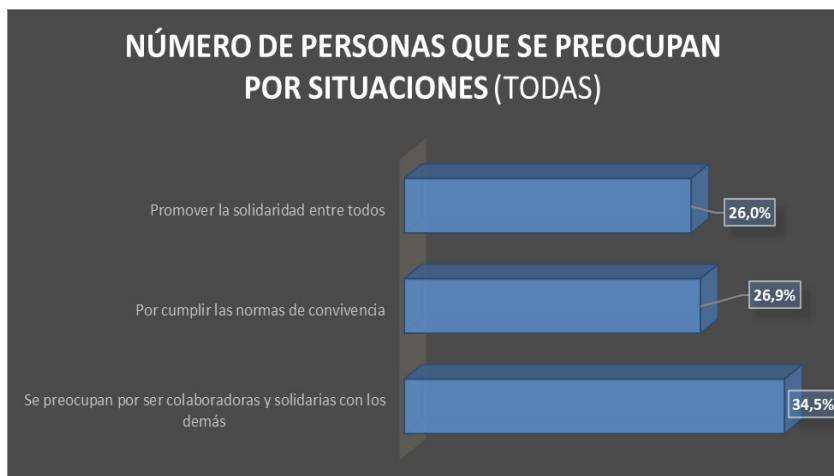 NÚMERO DE PERSONAS QUE SE PREOCUPAN
POR SITUACIONES (TODAS)
Promover la solidaridad entre todos
26,0%
Por cumplir las normas de convivencia
26,9%
Se preocupan por ser colaboradoras y solidarias con los
demás
34,5%